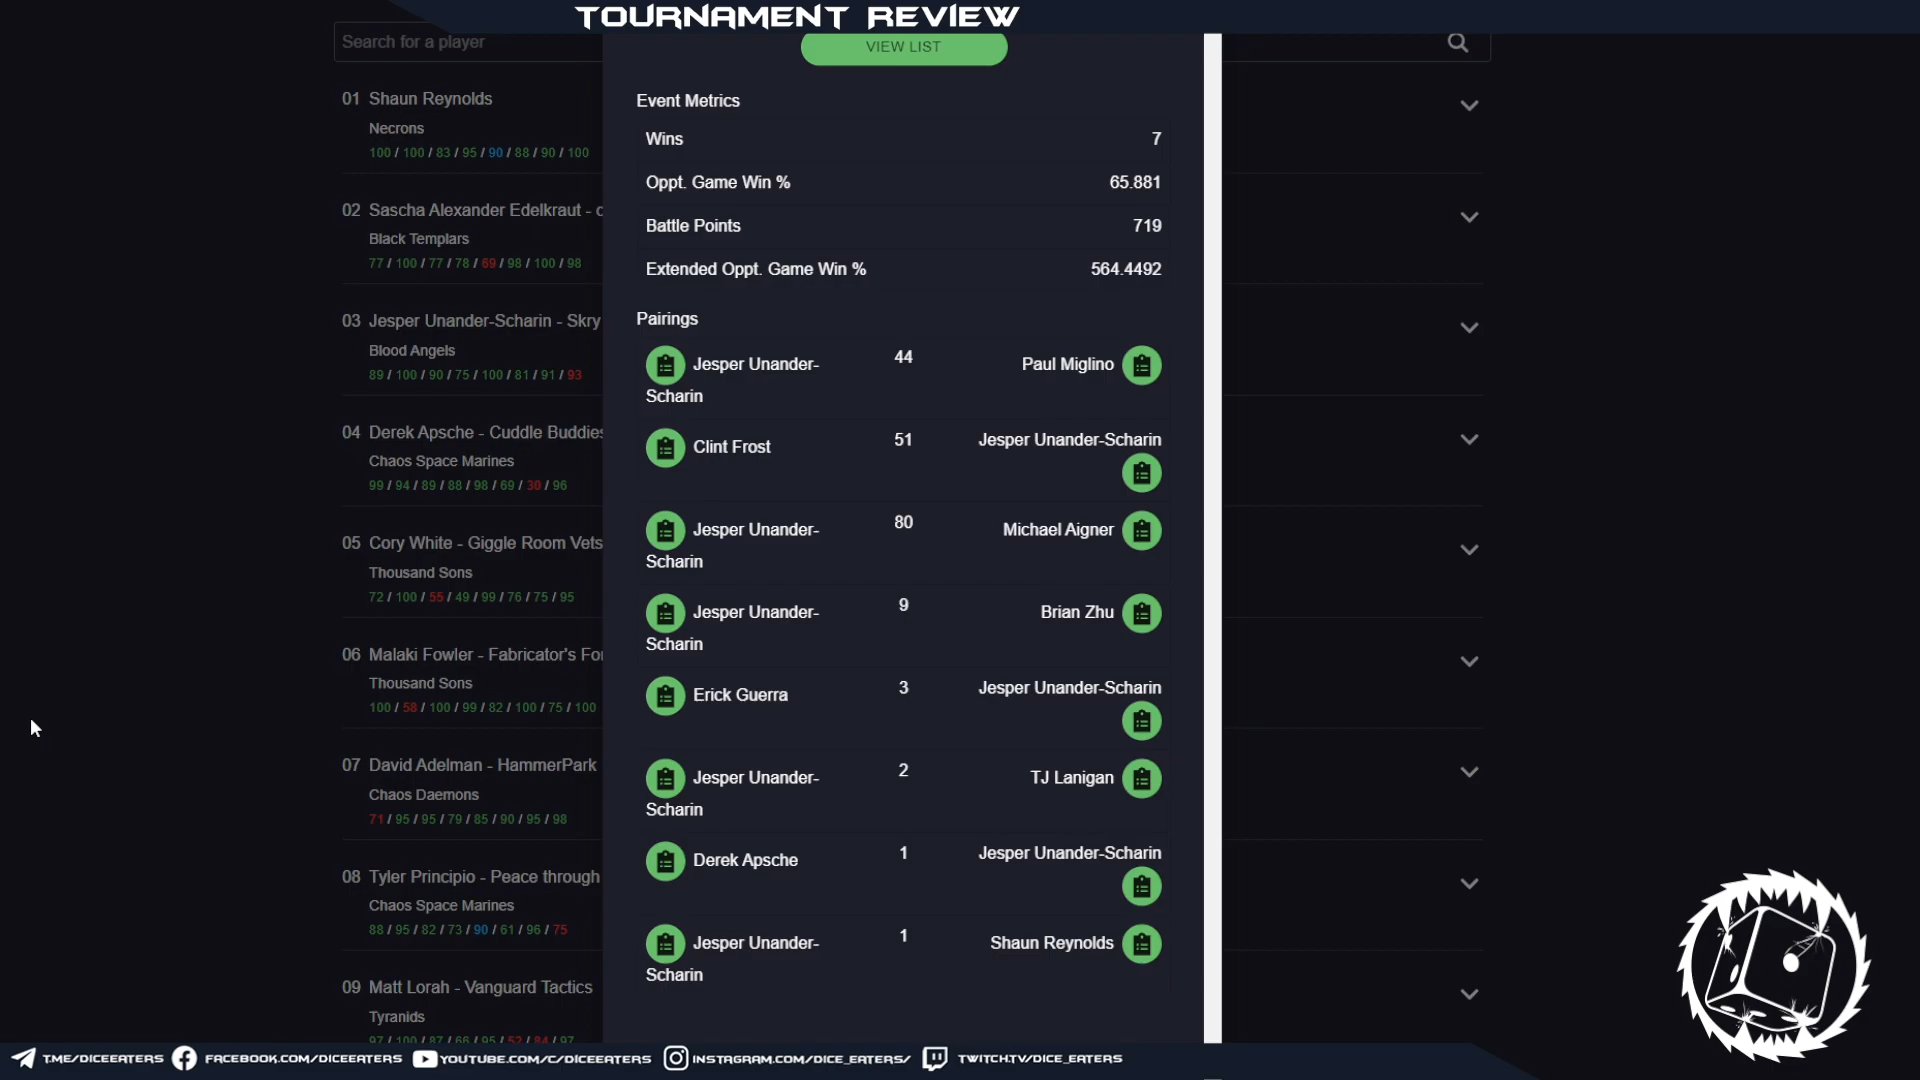 TOURNAMENT REVIEW
Search for a player
VIEW LIST
01 Shaun Reynolds
Necrons
100 / 100 / 83 / 95 / 90 / 88 / 90 / 100
02 Sascha Alexander Edelkraut -
Black Templars
77 / 100 / 77 / 78 / 69 / 98 / 100 / 98
03 Jesper Unander-Scharin - Skry
Blood Angels
89 / 100 / 90 / 75 / 100 / 81 / 91 / 93
04 Derek Apsche - Cuddle Buddies
Chaos Space Marines
99 / 94 / 89 / 88 / 98 / 69 / 30 / 96
05 Cory White - Giggle Room Vets
Thousand Sons
72 / 100 / 55 / 49 / 99 / 76 / 75 / 95
06 Malaki Fowler - Fabricator's For
Thousand Sons
100 / 58 / 100 / 99 / 82 / 100 / 75 / 100
07 David Adelman - HammerPark
Chaos Daemons
71 / 95 / 95 / 79 / 85 / 90 / 95 / 98
08 Tyler Principio - Peace through
Chaos Space Marines
88 / 95 / 82 / 73 / 90 / 61 / 96 / 75
09 Matt Lorah - Vanguard Tactics
Tyranids
97 / 100 / 87 / 66 / 95 / 52 / 84 / 97
Event Metrics
Wins 7
Oppt. Game Win % 65.881
Battle Points 719
Extended Oppt. Game Win % 564.4492
Pairings
Jesper Unander-Scharin 44 Paul Miglino
Clint Frost 51 Jesper Unander-Scharin
Jesper Unander-Scharin 80 Michael Aigner
Jesper Unander-Scharin 9 Brian Zhu
Erick Guerra 3 Jesper Unander-Scharin
Jesper Unander-Scharin 2 TJ Lanigan
Derek Apsche 1 Jesper Unander-Scharin
Jesper Unander-Scharin 1 Shaun Reynolds
T.ME/DICEEATERS FACEBOOK.COM/DICEEATERS YOUTUBE.COM/C/DICEEATERS INSTAGRAM.COM/DICE_EATERS/ TWITCH.TV/DICE_EATERS